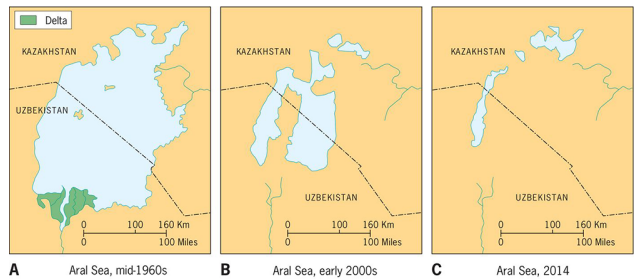 Delta
KAZAKHSTAN
UZBEKISTAN
0 100 160 Km
0 100 Miles
A Aral Sea, mid-1960s
KAZAKHSTAN
UZBEKISTAN
0 100 160 Km
0 100 Miles
B Aral Sea, early 2000s
KAZAKHSTAN
UZBEKISTAN
0 100 160 Km
0 100 Miles
C Aral Sea, 2014